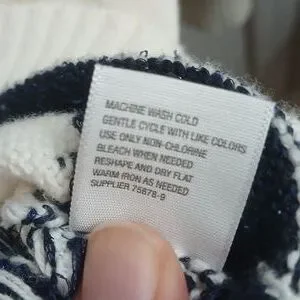 MACHINE WASH COLD
GENTLE CYCLE WITH LIKE COLORS
USE ONLY NON-CHLORINE
BLEACH WHEN NEEDED
RESHAPE AND DRY FLAT
WARM IRON AS NEEDED
SUPPLIER 75878-9